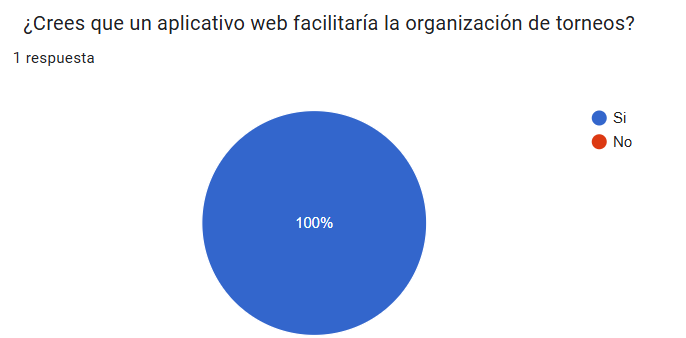 ¿Crees que un aplicativo web facilitaría la organización de torneos?
1 respuesta
Si
No
100%